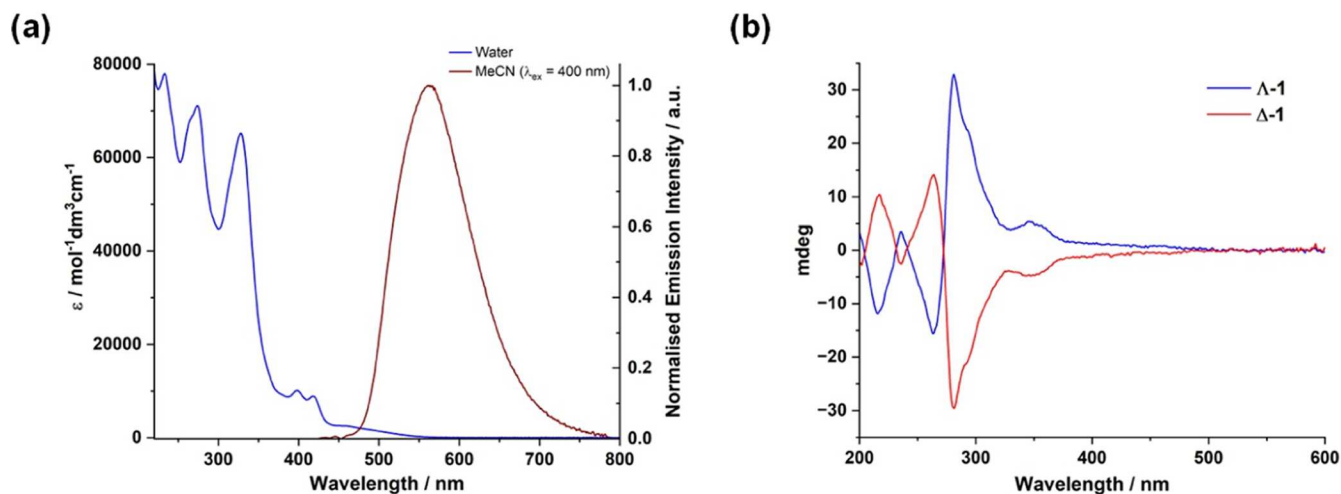 (a)
Water
MeCN (λex = 400 nm)
80000
60000
40000
20000
0
ε / mol-1dm3cm-1
1.0
0.8
0.6
0.4
0.2
0.0
Normalised Emission Intensity / a.u.
300 400 500 600 700 800
Wavelength / nm
(b)
Λ-1
Δ-1
30
20
10
0
−10
−20
−30
mdeg
200 300 400 500 600
Wavelength / nm